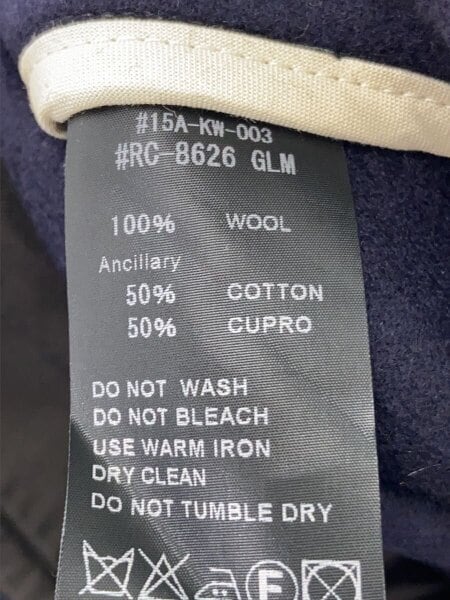 #15A-KW-003
#RC-8626 GLM
100% WOOL
Ancillary
50% COTTON
50% CUPRO
DO NOT WASH
DO NOT BLEACH
USE WARM IRON
DRY CLEAN
DO NOT TUMBLE DRY
F